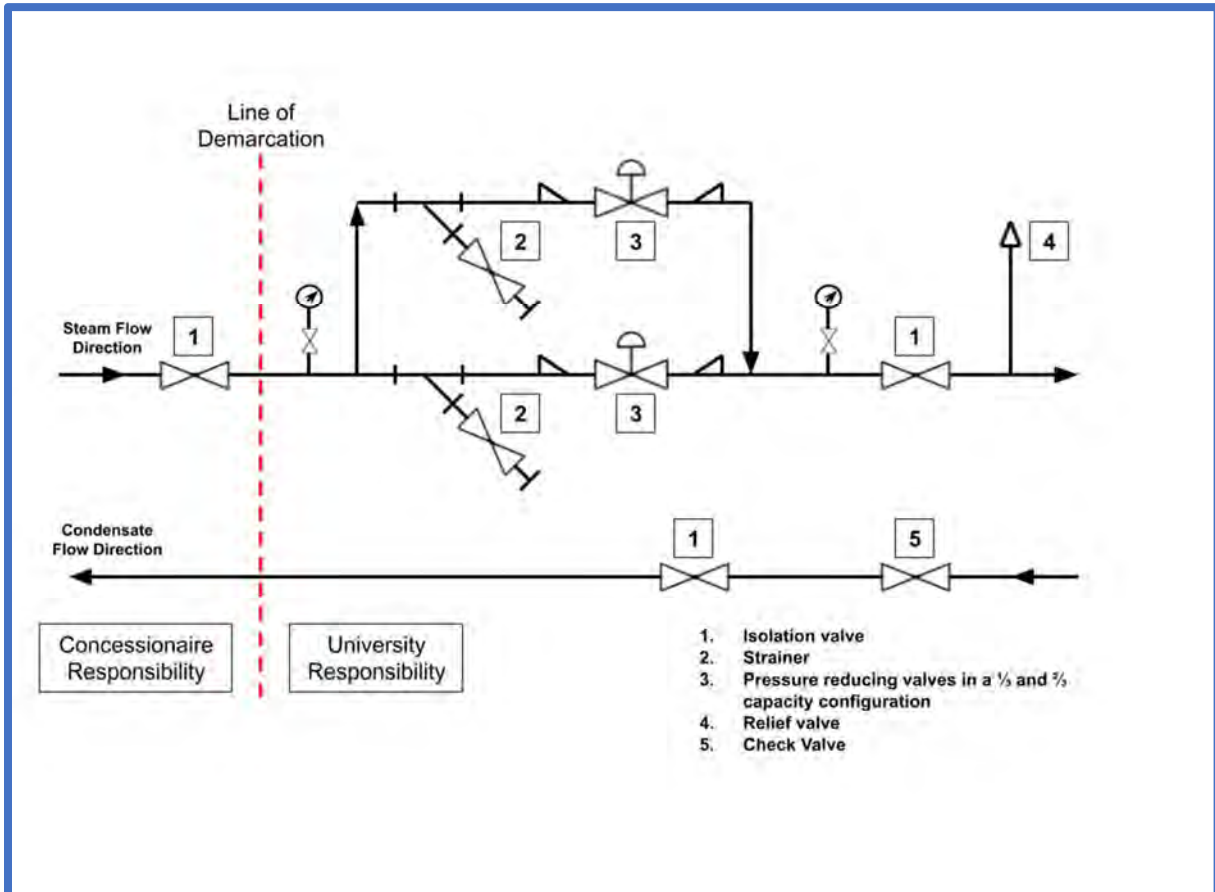 Line of
Demarcation
2
3
4
Steam Flow
Direction
1
1
2
3
Condensate
Flow Direction
1
5
Concessionaire
Responsibility
University
Responsibility
1. Isolation valve
2. Strainer
3. Pressure reducing valves in a ⅓ and ⅔
capacity configuration
4. Relief valve
5. Check Valve